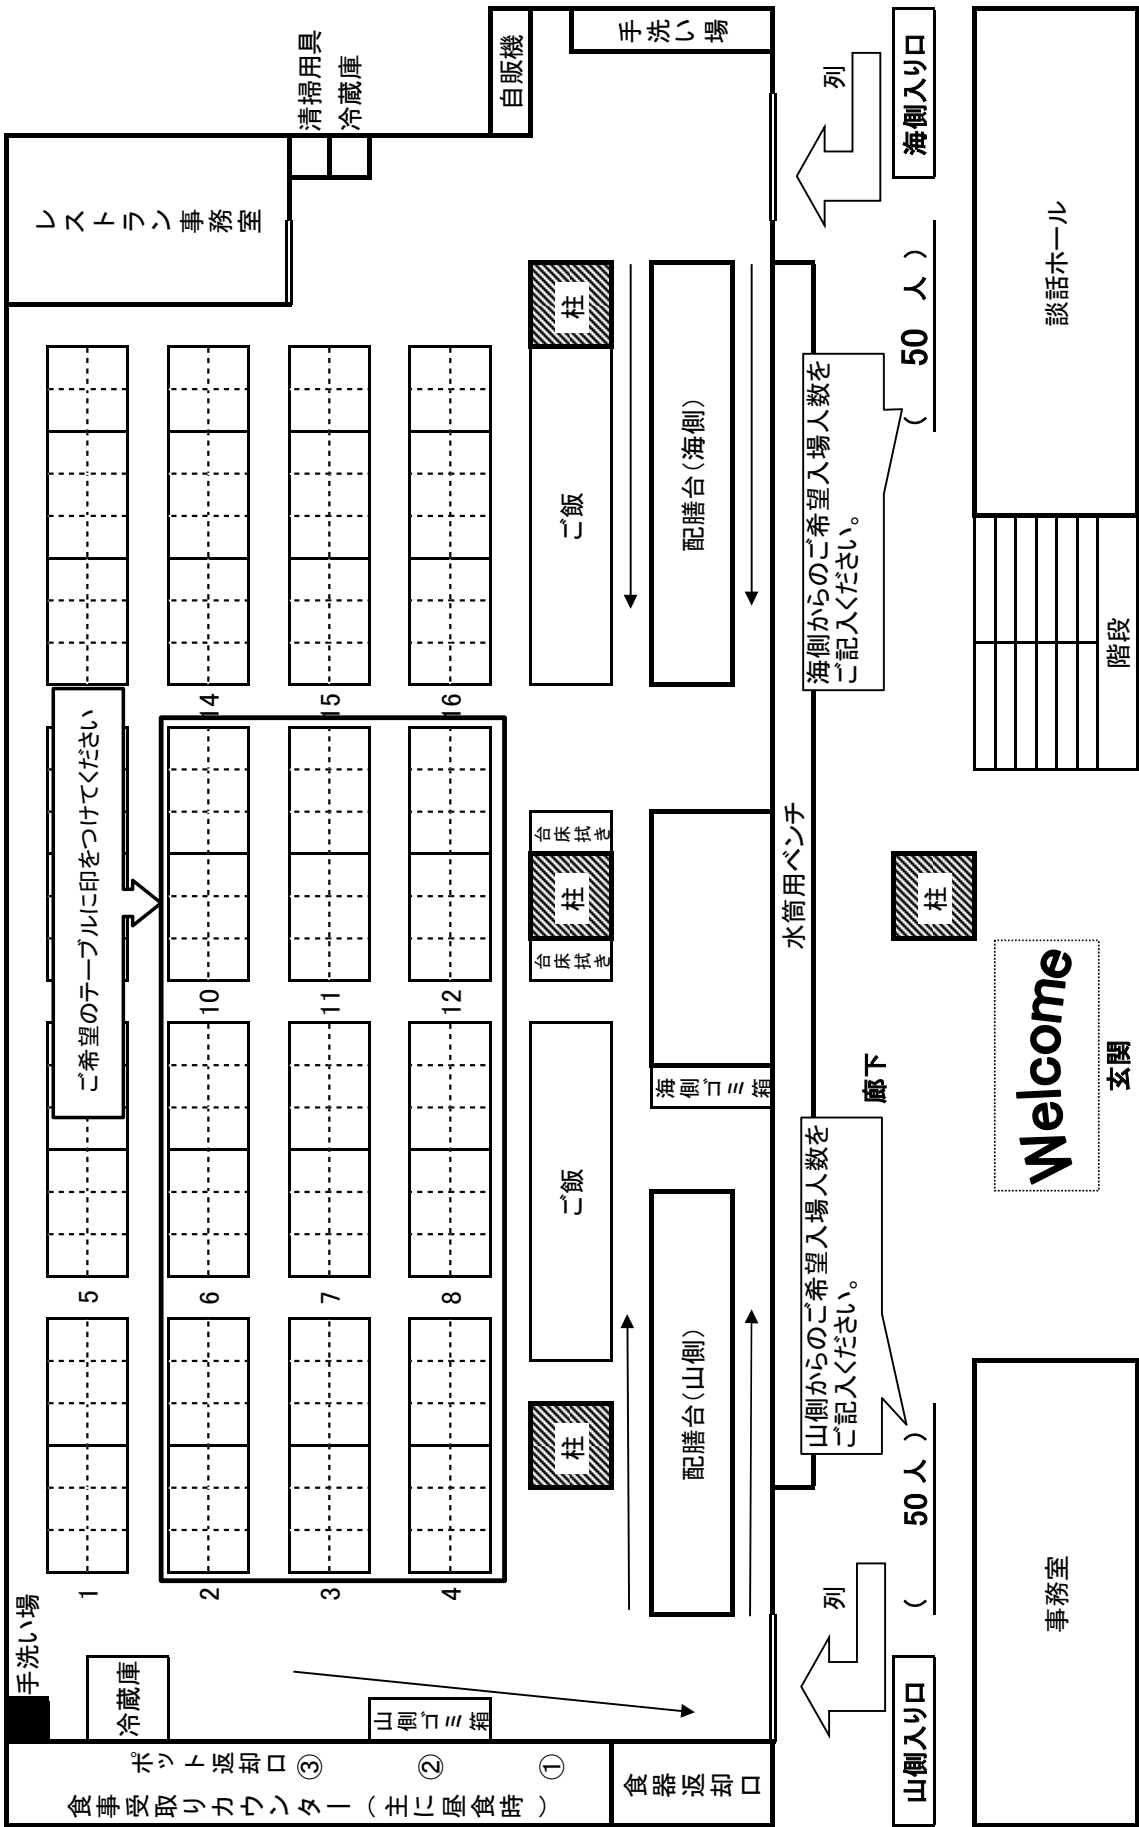 手洗い場
自販機
清掃用具
冷蔵庫
レストラン事務室
列
海側入り口
談話ホール
柱
ご飯
配膳台(海側)
( 50 人 )
海側からのご希望入場人数を
ご記入ください。
階段
14
15
16
ご希望のテーブルに印をつけてください
10
11
12
台床拭き
柱
台床拭き
水筒用ベンチ
柱
海側ゴミ箱
廊下
Welcome
玄関
5
6
7
8
ご飯
柱
配膳台(山側)
山側からのご希望入場人数を
ご記入ください。
( 50 人 )
1
2
3
4
手洗い場
冷蔵庫
山側ゴミ箱
列
山側入り口
事務室
ポット返却口
③
②
①
食事受取りカウンター(主に昼食時)
食器返却口